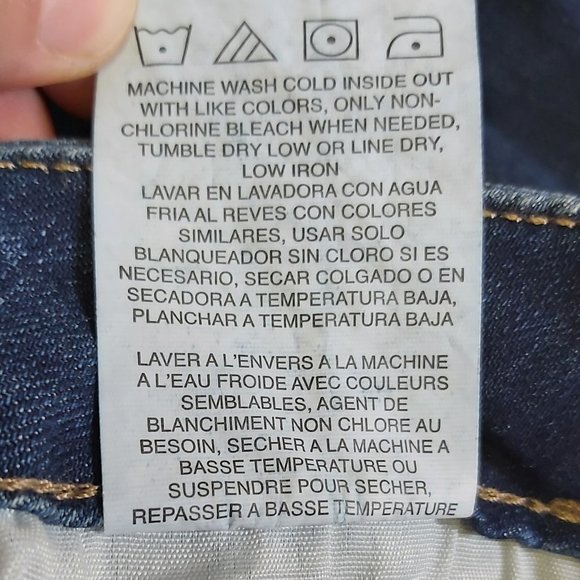 MACHINE WASH COLD INSIDE OUT
WITH LIKE COLORS, ONLY NON-
CHLORINE BLEACH WHEN NEEDED,
TUMBLE DRY LOW OR LINE DRY,
LOW IRON
LAVAR EN LAVADORA CON AGUA
FRIA AL REVES CON COLORES
SIMILARES, USAR SOLO
BLANQUEADOR SIN CLORO SI ES
NECESARIO, SECAR COLGADO O EN
SECADORA A TEMPERATURA BAJA,
PLANCHAR A TEMPERATURA BAJA
LAVER A L'ENVERS A LA MACHINE
A L'EAU FROIDE AVEC COULEURS
SEMBLABLES, AGENT DE
BLANCHIMENT NON CHLORE AU
BESOIN, SECHER A LA MACHINE A
BASSE TEMPERATURE OU
SUSPENDRE POUR SECHER,
REPASSER A BASSE TEMPERATURE